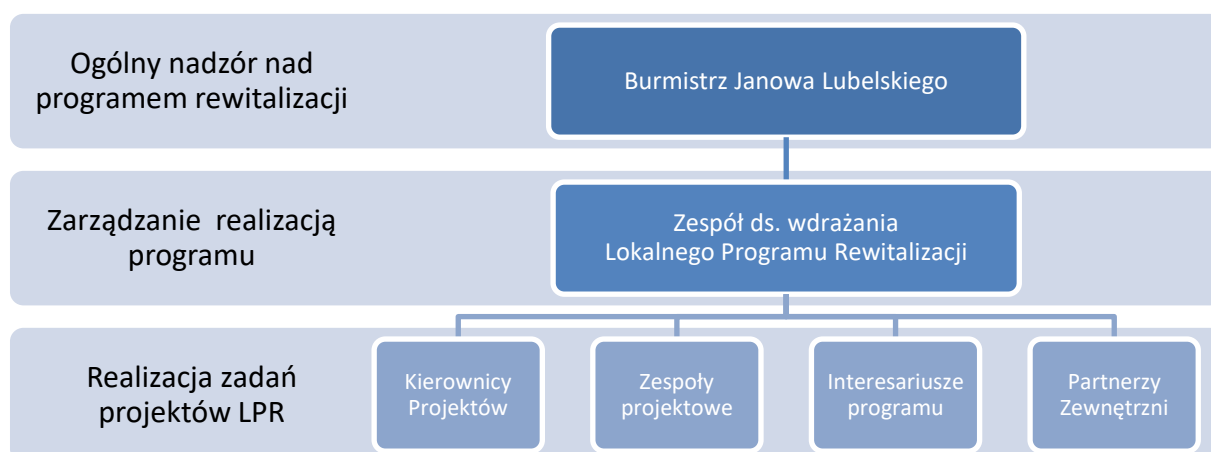 Ogólny nadzór nad
programem rewitalizacji
Burmistrz Janowa Lubelskiego
Zarządzanie realizacją
programu
Zespół ds. wdrażania
Lokalnego Programu Rewitalizacji
Realizacja zadań
projektów LPR
Kierownicy
Projektów
Zespoły
projektowe
Interesariusze
programu
Partnerzy
Zewnętrzni